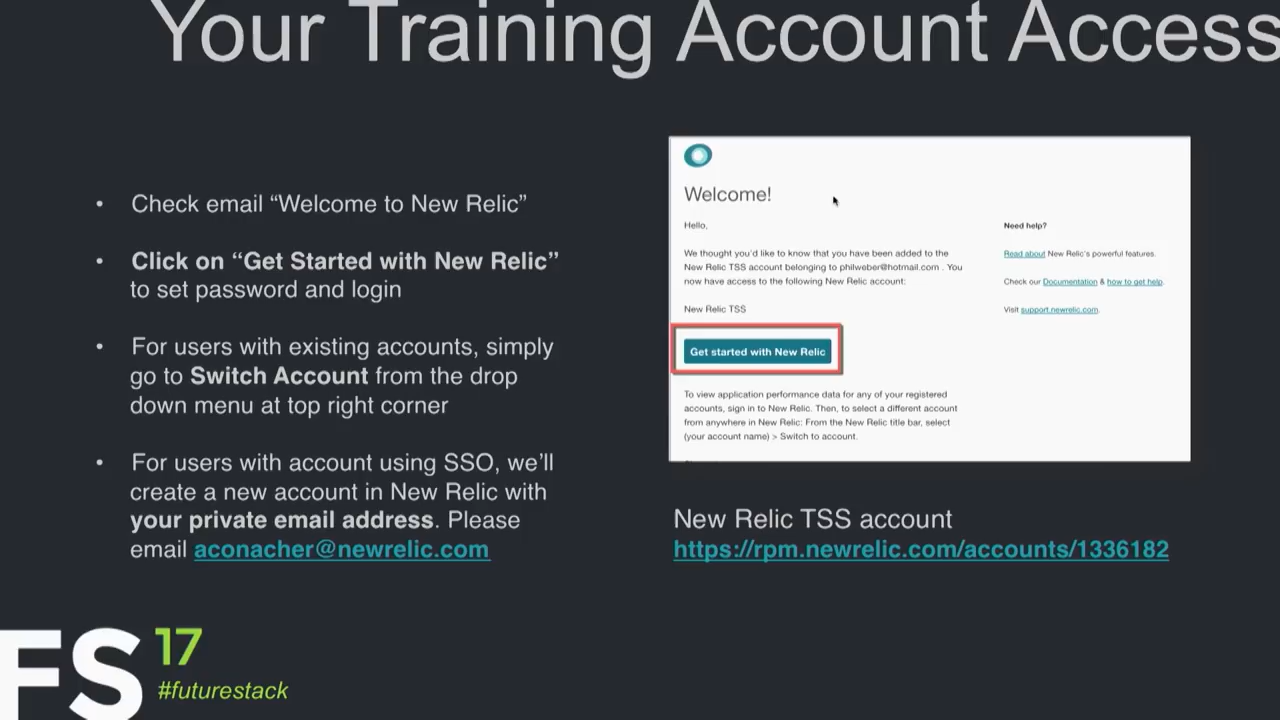 Your Training Account Access
• Check email “Welcome to New Relic”
• Click on “Get Started with New Relic”
to set password and login
• For users with existing accounts, simply
go to Switch Account from the drop
down menu at top right corner
• For users with account using SSO, we’ll
create a new account in New Relic with
your private email address. Please
email aconacher@newrelic.com
Welcome!
Hello,
We thought you'd like to know that you have been added to the
New Relic TSS account belonging to philweber@hotmail.com . You
now have access to the following New Relic account:
New Relic TSS
Get started with New Relic
To view application performance data for any of your registered
accounts, sign in to New Relic. Then, to select a different account
from anywhere in New Relic: From the New Relic title bar, select
(your account name) > Switch to account.
Need help?
Read about New Relic's powerful features.
Check our Documentation & how to get help.
Visit support.newrelic.com.
New Relic TSS account
https://rpm.newrelic.com/accounts/1336182
FS 17
#futurestack